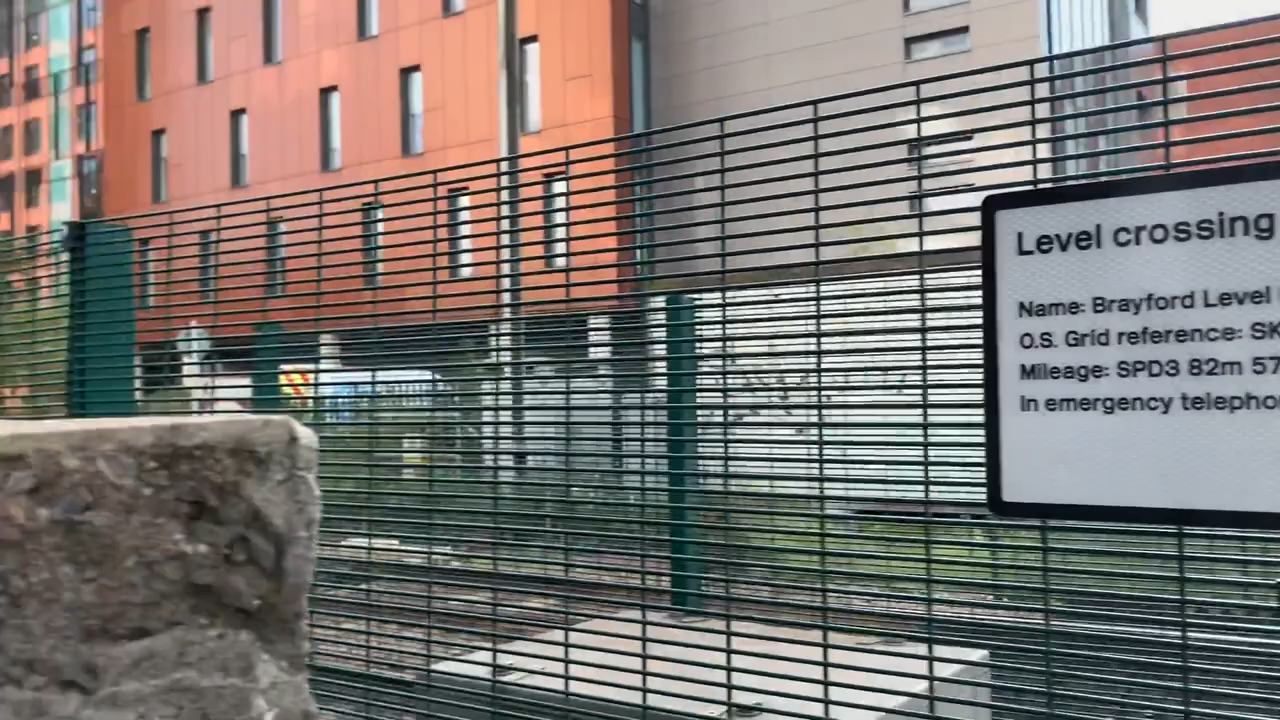 Level crossing
Name: Brayford Level
O.S. Grid reference: SK
Mileage: SPD3 82m 57
In emergency telepho